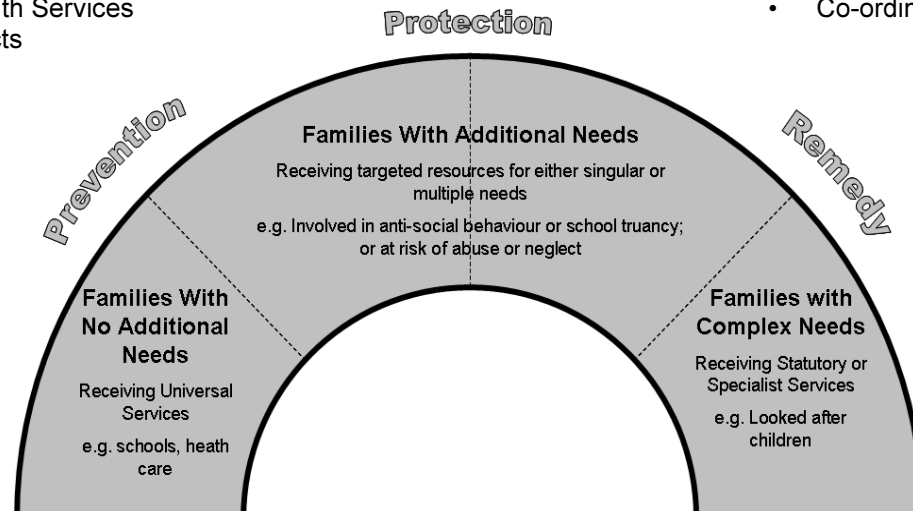 th Services
cts
• Co-ordin
Protection
Prevention
Remedy
Families With Additional Needs
Receiving targeted resources for either singular or
multiple needs
e.g. Involved in anti-social behaviour or school truancy;
or at risk of abuse or neglect
Families With
No Additional
Needs
Receiving Universal
Services
e.g. schools, heath
care
Families with
Complex Needs
Receiving Statutory or
Specialist Services
e.g. Looked after
children